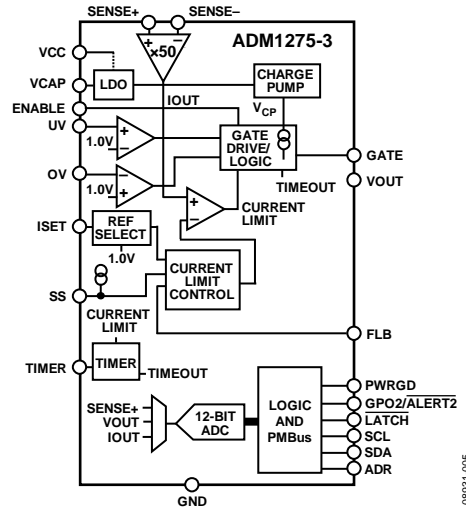 SENSE+ SENSE–
ADM1275-3
VCC
+ –
×50
VCAP
LDO
CHARGE
PUMP
IOUT
VCP
ENABLE
UV
+
1.0V –
GATE
DRIVE/
LOGIC
GATE
TIMEOUT
VOUT
OV
–
1.0V +
+
–
CURRENT
LIMIT
ISET
REF
SELECT
1.0V
CURRENT
LIMIT
CONTROL
SS
CURRENT
LIMIT
FLB
TIMER
TIMER
TIMEOUT
SENSE+
VOUT
IOUT
12-BIT
ADC
LOGIC
AND
PMBus
PWRGD
GPO2/ALERT2
LATCH
SCL
SDA
ADR
GND
08931-005